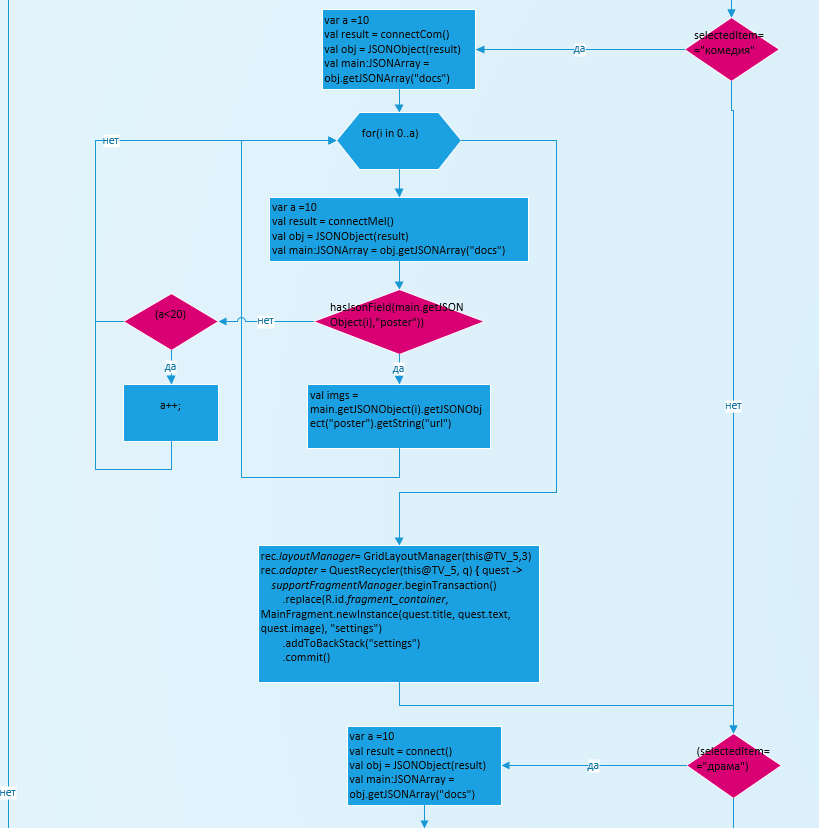 var a =10
val result = connectCom()
val obj = JSONObject(result)
val main:JSONArray =
obj.getJSONArray("docs")
да
selectedItem=
="комедия"
нет
for(i in 0..a)
var a =10
val result = connectMel()
val obj = JSONObject(result)
val main:JSONArray = obj.getJSONArray("docs")
(a<20)
нет
hasJsonField(main.getJSON
Object(i),"poster"))
да
да
a++;
val imgs =
main.getJSONObject(i).getJSONObj
ect("poster").getString("url")
нет
rec.layoutManager= GridLayoutManager(this@TV_5,3)
rec.adapter = QuestRecycler(this@TV_5, q) { quest ->
supportFragmentManager.beginTransaction()
.replace(R.id.fragment_container,
MainFragment.newInstance(quest.title, quest.text,
quest.image), "settings")
.addToBackStack("settings")
.commit()
var a =10
val result = connect()
val obj = JSONObject(result)
val main:JSONArray =
obj.getJSONArray("docs")
да
(selectedItem=
="драма")
нет